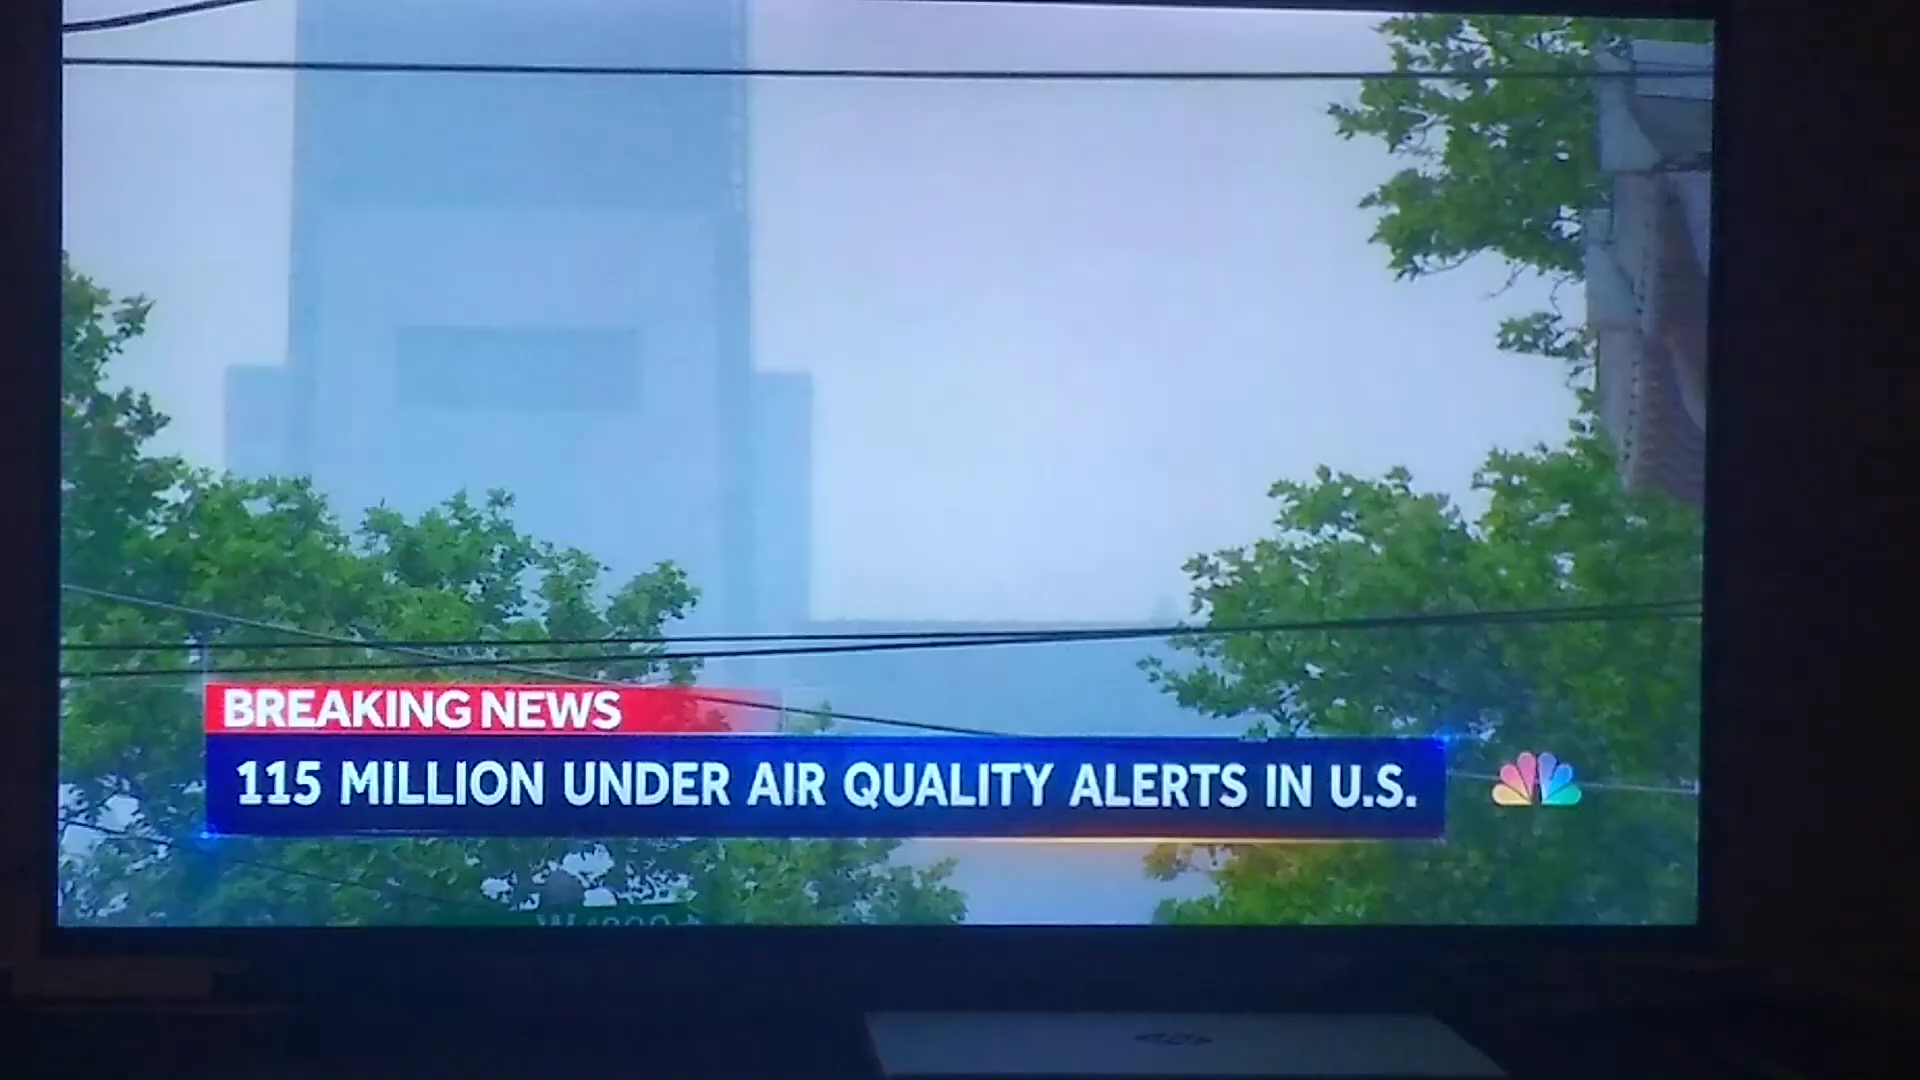 BREAKING NEWS
115 MILLION UNDER AIR QUALITY ALERTS IN U.S.